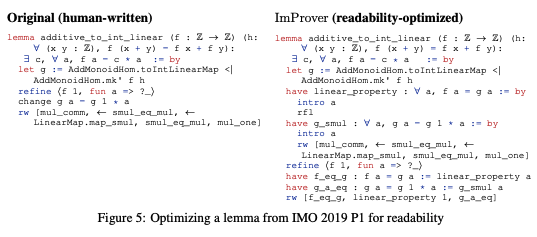 Original (human-written)
lemma additive_to_int_linear (f : ℤ → ℤ) (h:
∀ (x y : ℤ), f (x + y) = f x + f y):
∃ c, ∀ a, f a = c * a := by
let g := AddMonoidHom.toIntLinearMap <|
AddMonoidHom.mk' f h
refine ⟨f 1, fun a => ?_⟩
change g a = g 1 * a
rw [mul_comm, ← smul_eq_mul, ←
LinearMap.map_smul, smul_eq_mul, mul_one]
ImProver (readability-optimized)
lemma additive_to_int_linear (f : ℤ → ℤ) (h:
∀ (x y : ℤ), f (x + y) = f x + f y):
∃ c, ∀ a, f a = c * a := by
let g := AddMonoidHom.toIntLinearMap <|
AddMonoidHom.mk' f h
have linear_property : ∀ a, f a = g a := by
intro a
rfl
have g_smul : ∀ a, g a = g 1 * a := by
intro a
rw [mul_comm, ← smul_eq_mul, ←
LinearMap.map_smul, smul_eq_mul, mul_one]
refine ⟨f 1, fun a => ?_⟩
have f_eq_g : f a = g a := linear_property a
have g_a_eq : g a = g 1 * a := g_smul a
rw [f_eq_g, linear_property 1, g_a_eq]
Figure 5: Optimizing a lemma from IMO 2019 P1 for readability